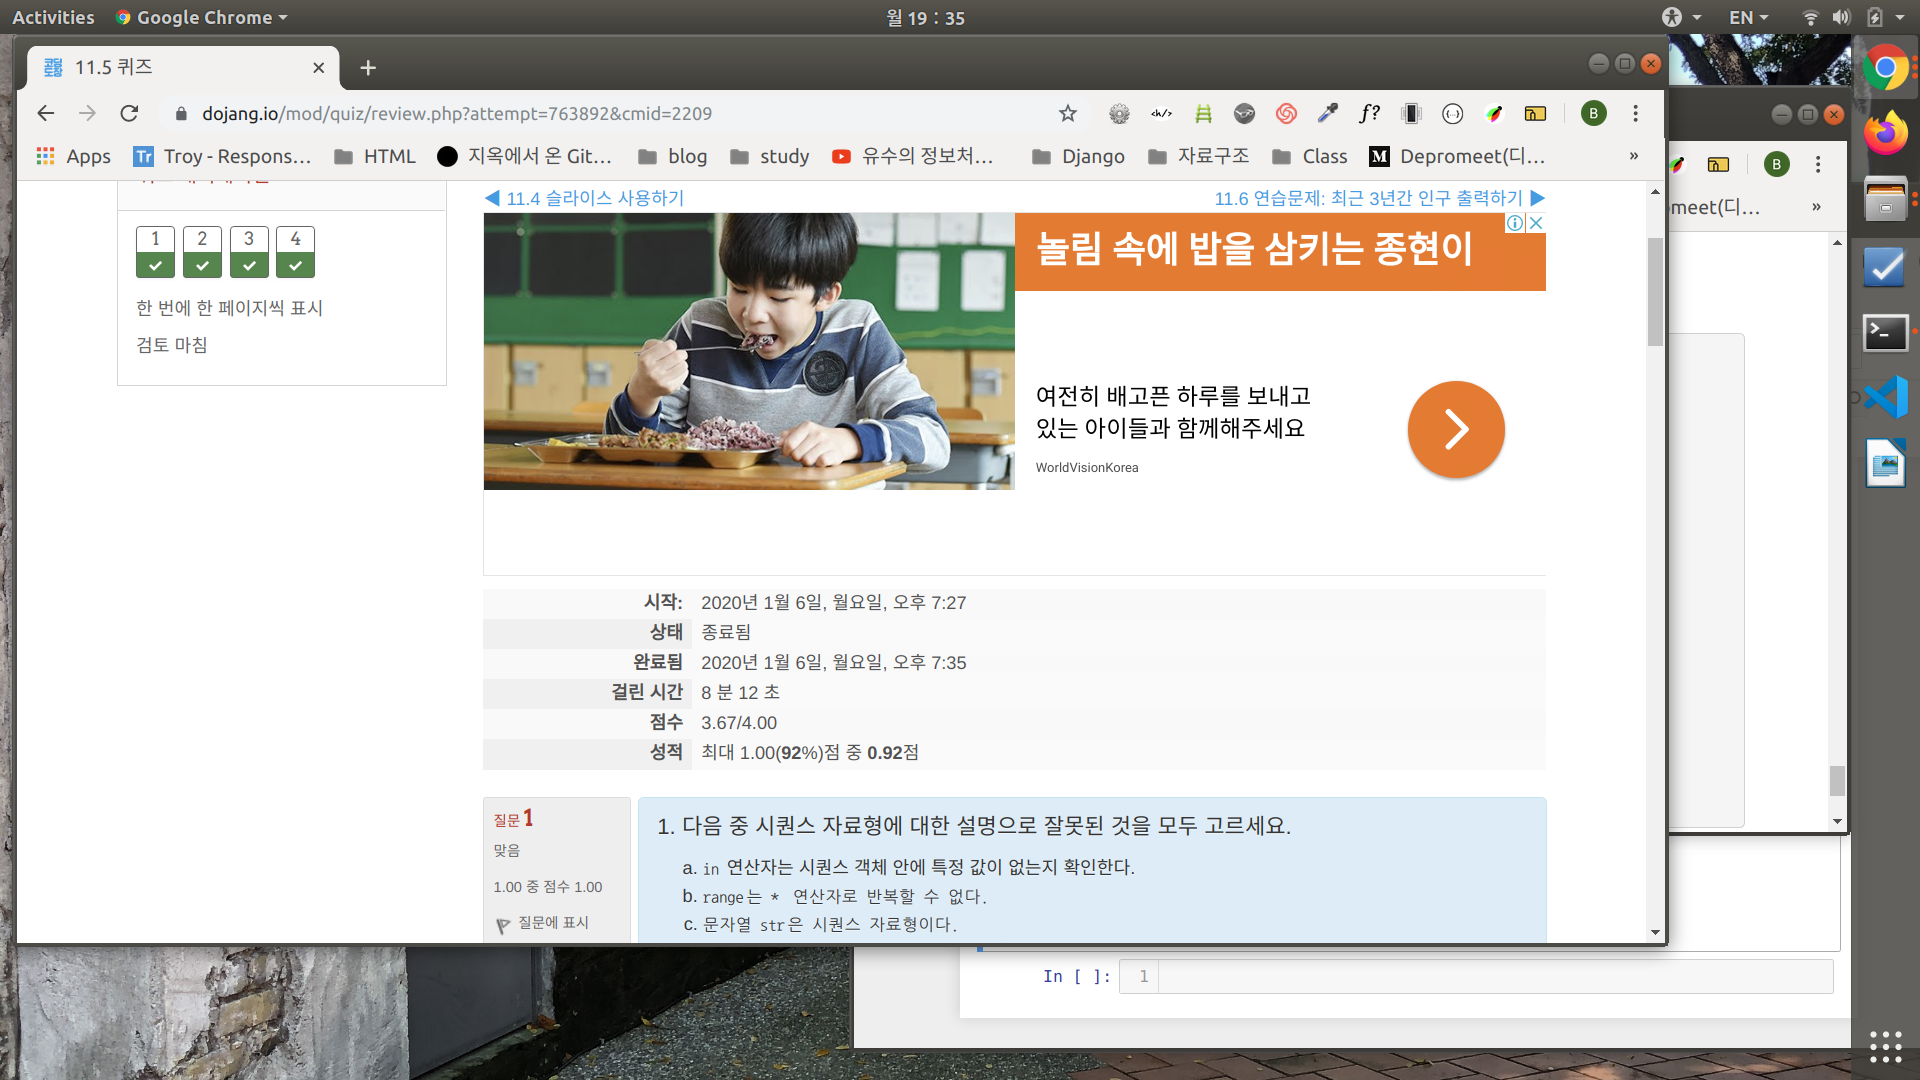 Activities
Google Chrome
월 19 : 35
EN
11.5 퀴즈
dojang.io/mod/quiz/review.php?attempt=763892&cmid=2209
B
Apps
Troy - Respons…
HTML
지옥에서 온 Git…
blog
study
유수의 정보처…
Django
자료구조
Class
Depromeet(디…
»
B
meet(디…
»
◀ 11.4 슬라이스 사용하기
11.6 연습문제: 최근 3년간 인구 출력하기 ▶
1
2
3
4
한 번에 한 페이지씩 표시
검토 마침
놀림 속에 밥을 삼키는 종현이
여전히 배고픈 하루를 보내고
있는 아이들과 함께해주세요
WorldVisionKorea
시작: 2020년 1월 6일, 월요일, 오후 7:27
상태 종료됨
완료됨 2020년 1월 6일, 월요일, 오후 7:35
걸린 시간 8 분 12 초
점수 3.67/4.00
성적 최대 1.00(92%)점 중 0.92점
질문 1
맞음
1.00 중 점수 1.00
질문에 표시
1. 다음 중 시퀀스 자료형에 대한 설명으로 잘못된 것을 모두 고르세요.
a. in 연산자는 시퀀스 객체 안에 특정 값이 없는지 확인한다.
b. range는 * 연산자로 반복할 수 없다.
c. 문자열 str은 시퀀스 자료형이다.
In [ ]: 1